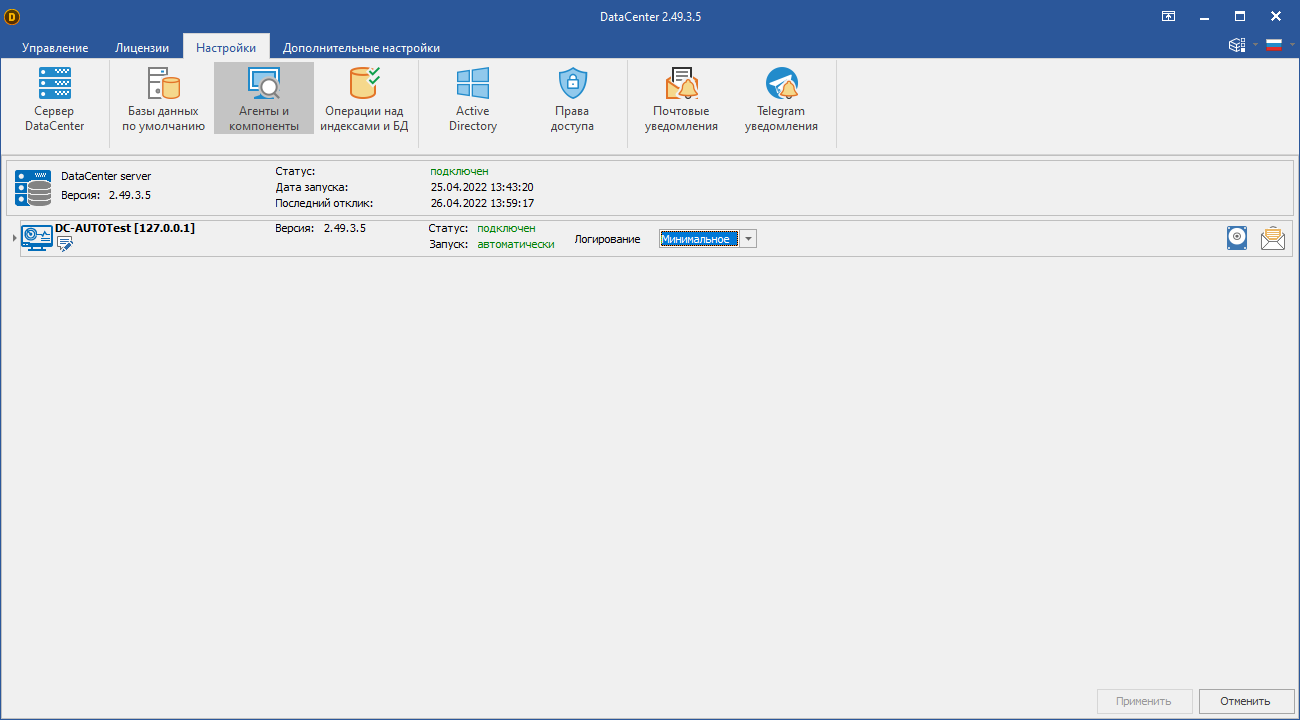 D
DataCenter 2.49.3.5
Управление Лицензии Настройки Дополнительные настройки
Сервер DataCenter
Базы данных по умолчанию
Агенты и компоненты
Операции над индексами и БД
Active Directory
Права доступа
Почтовые уведомления
Telegram уведомления
DataCenter server
Версия: 2.49.3.5
Статус: подключен
Дата запуска: 25.04.2022 13:43:20
Последний отклик: 26.04.2022 13:59:17
DC-AUTOTest [127.0.0.1]
Версия: 2.49.3.5
Статус: подключен
Запуск: автоматически
Логирование Минимальное
Применить Отменить